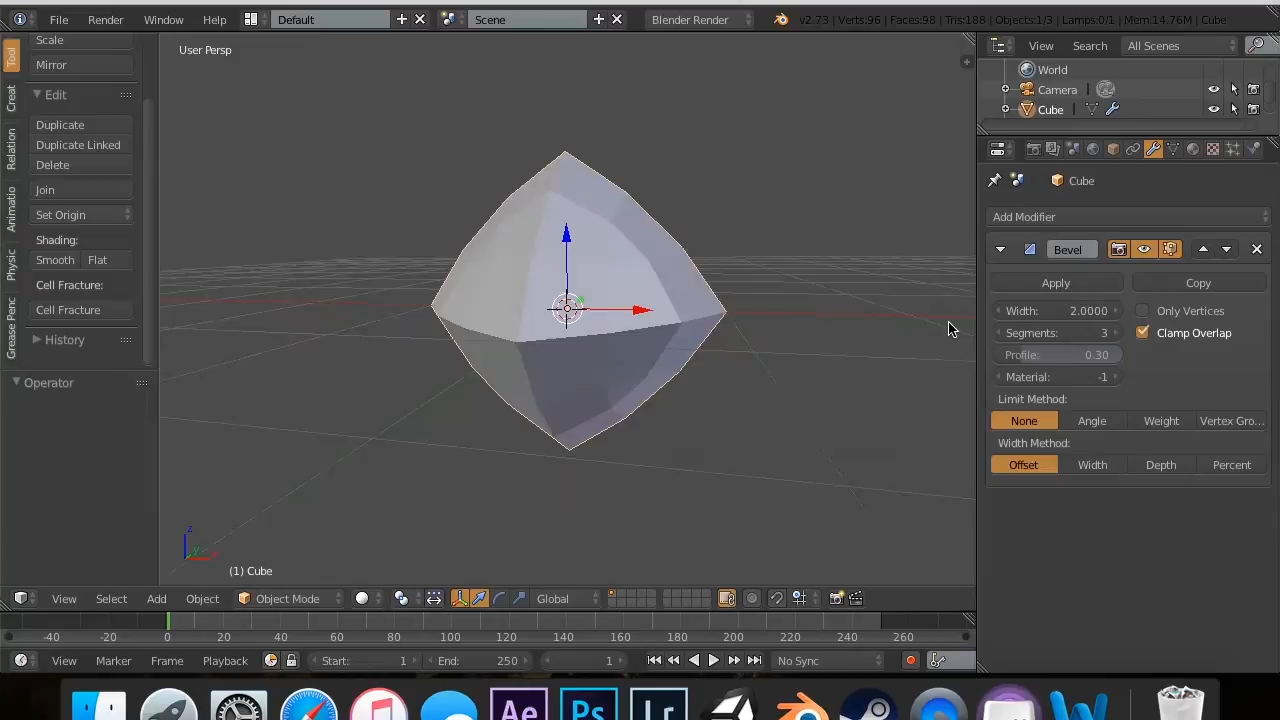 File Render Window Help Default Scene Blender Render v2.73 | Verts:96 | Faces:98 | Tris:188 | Objects:1/3 | Lamps:0/1 | Mem:14.76M | Cube
View Search All Scenes
World
Camera
Cube
Tool
Creat
Relation
Animatio
Physic
Grease Penc
Scale
Mirror
Edit
Duplicate
Duplicate Linked
Delete
Join
Set Origin
Shading:
Smooth Flat
Cell Fracture:
Cell Fracture
History
Operator
User Persp
z
y
(1) Cube
Cube
Add Modifier
Bevel
Apply Copy
Width: 2.0000 Only Vertices
Segments: 3 Clamp Overlap
Profile: 0.30
Material: -1
Limit Method:
None Angle Weight Vertex Gro...
Width Method:
Offset Width Depth Percent
View Select Add Object Object Mode Global
-40 -20 0 20 40 60 80 100 120 140 160 180 200 220 240 260
View Marker Frame Playback Start: 1 End: 250 1 No Sync
Ae Ps Lr